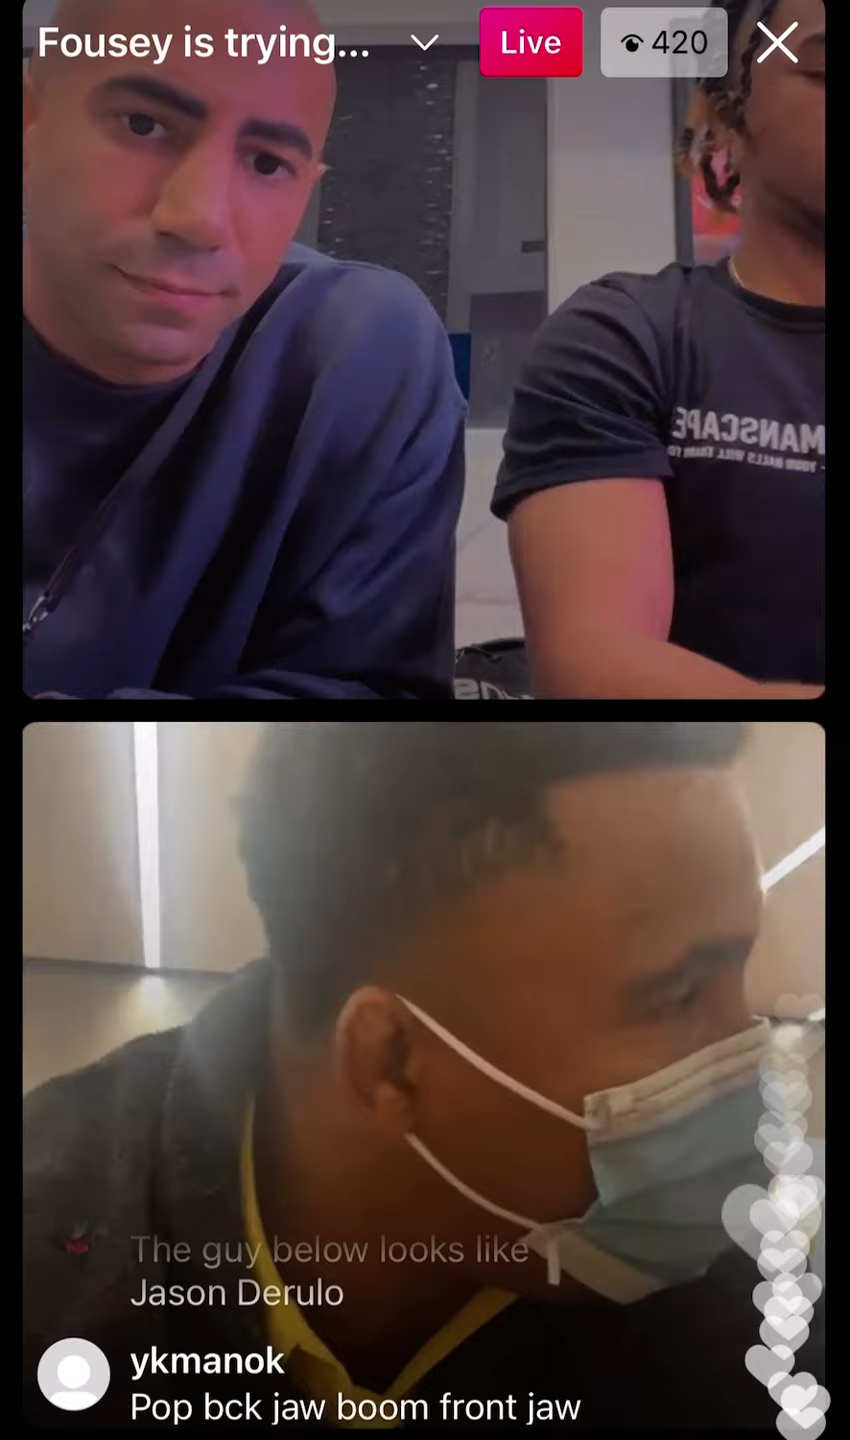 Fousey is trying...
Live
420
MANSCAPE
The guy below looks like
Jason Derulo
ykmanok
Pop bck jaw boom front jaw